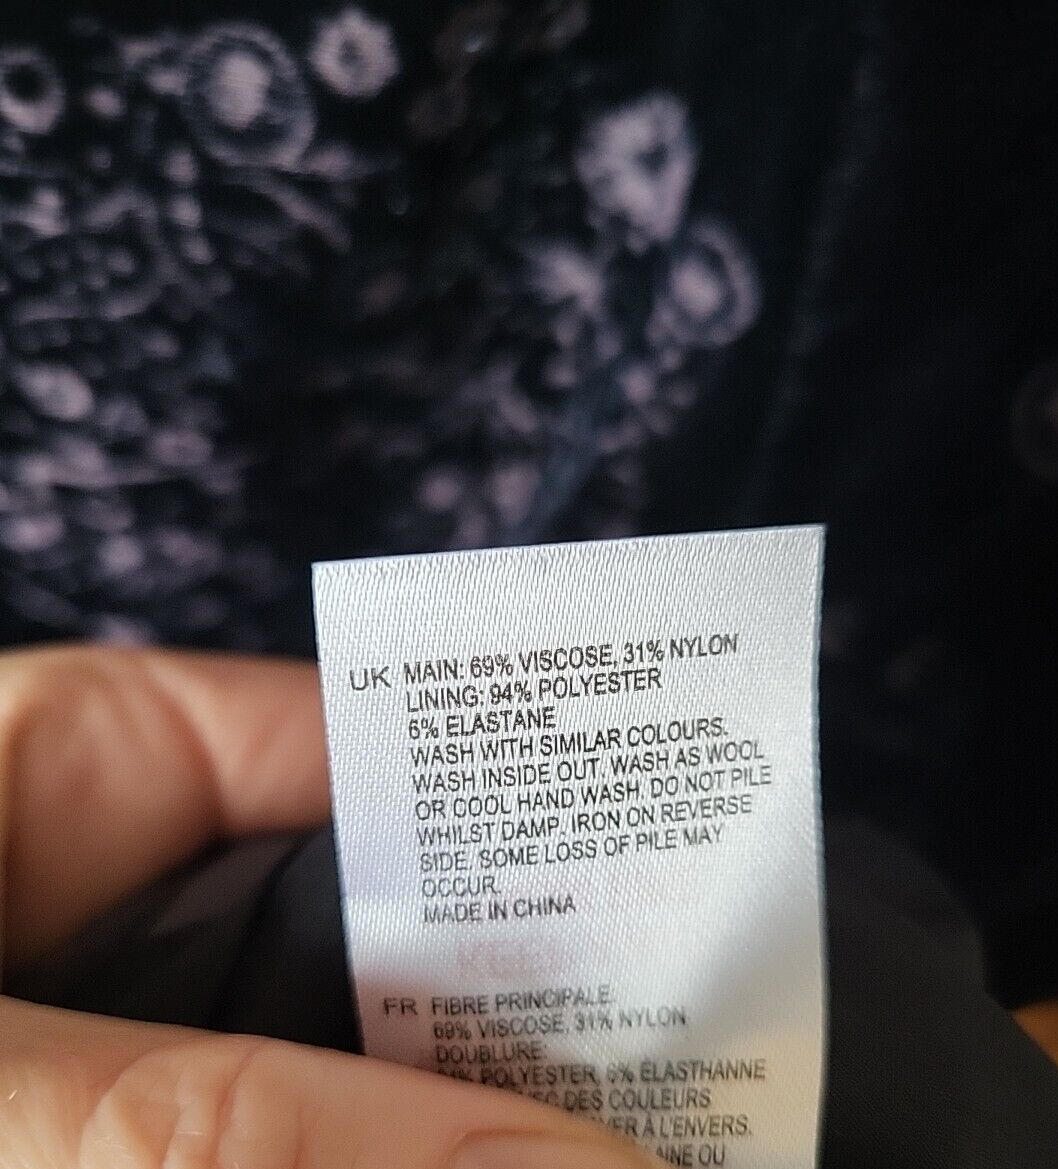 UK MAIN: 69% VISCOSE, 31% NYLON
LINING: 94% POLYESTER
6% ELASTANE
WASH WITH SIMILAR COLOURS.
WASH INSIDE OUT. WASH AS WOOL
OR COOL HAND WASH. DO NOT PILE
WHILST DAMP. IRON ON REVERSE
SIDE. SOME LOSS OF PILE MAY
OCCUR.
MADE IN CHINA
FR FIBRE PRINCIPALE:
69% VISCOSE, 31% NYLON
DOUBLURE:
POLYESTER, 6% ÉLASTHANNE
DES COULEURS
À L'ENVERS.
OU